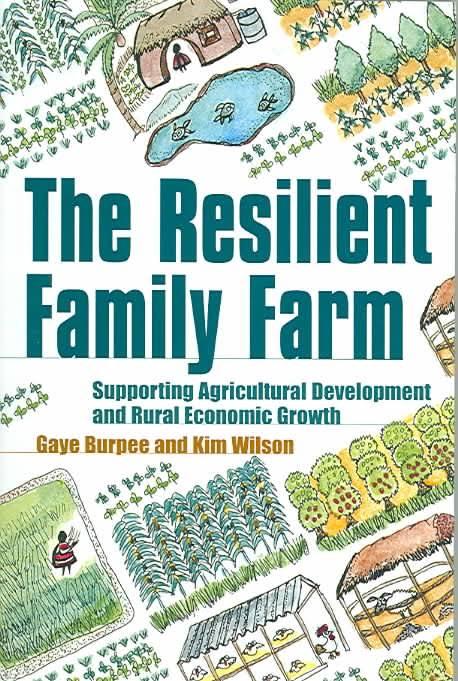 The Resilient
Family Farm
Supporting Agricultural Development
and Rural Economic Growth
Gaye Burpee and Kim Wilson